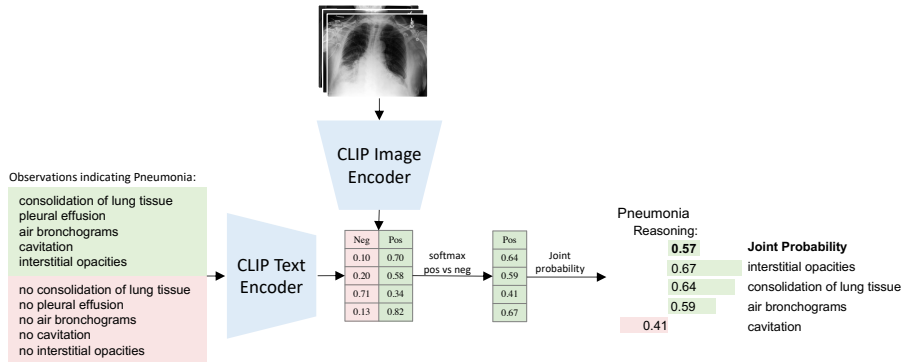 CLIP Image
Encoder
Observations indicating Pneumonia:
consolidation of lung tissue
pleural effusion
air bronchograms
cavitation
interstitial opacities
no consolidation of lung tissue
no pleural effusion
no air bronchograms
no cavitation
no interstitial opacities
CLIP Text
Encoder
Neg Pos
0.10 0.70
0.20 0.58
0.71 0.34
0.13 0.82
softmax
pos vs neg
Pos
0.64
0.59
0.41
0.67
Joint
probability
Pneumonia
Reasoning:
0.57 Joint Probability
0.67 interstitial opacities
0.64 consolidation of lung tissue
0.59 air bronchograms
0.41 cavitation